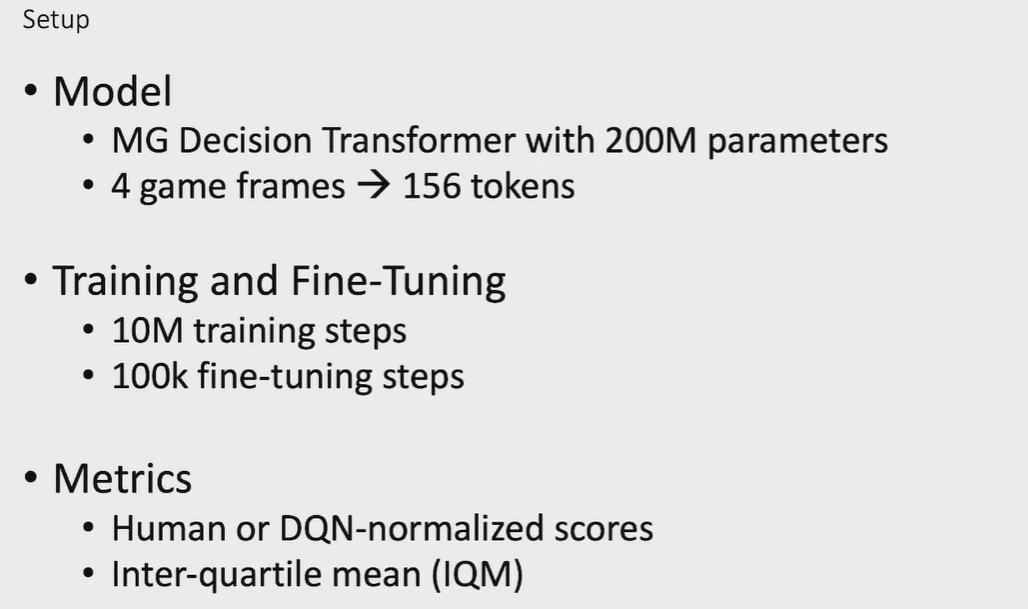 Setup
• Model
• MG Decision Transformer with 200M parameters
• 4 game frames → 156 tokens
• Training and Fine-Tuning
• 10M training steps
• 100k fine-tuning steps
• Metrics
• Human or DQN-normalized scores
• Inter-quartile mean (IQM)